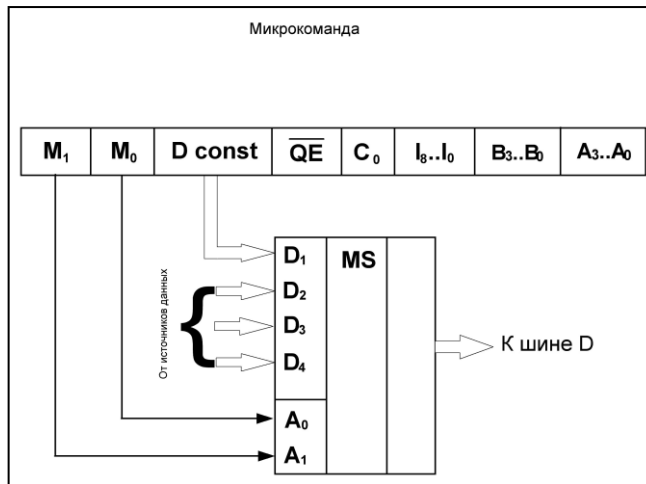 Микрокоманда
M₁ M₀ D const Q̅E̅ C₀ I₈..I₀ B₃..B₀ A₃..A₀
D₁ MS
D₂
D₃
D₄
От источников данных
К шине D
A₀
A₁